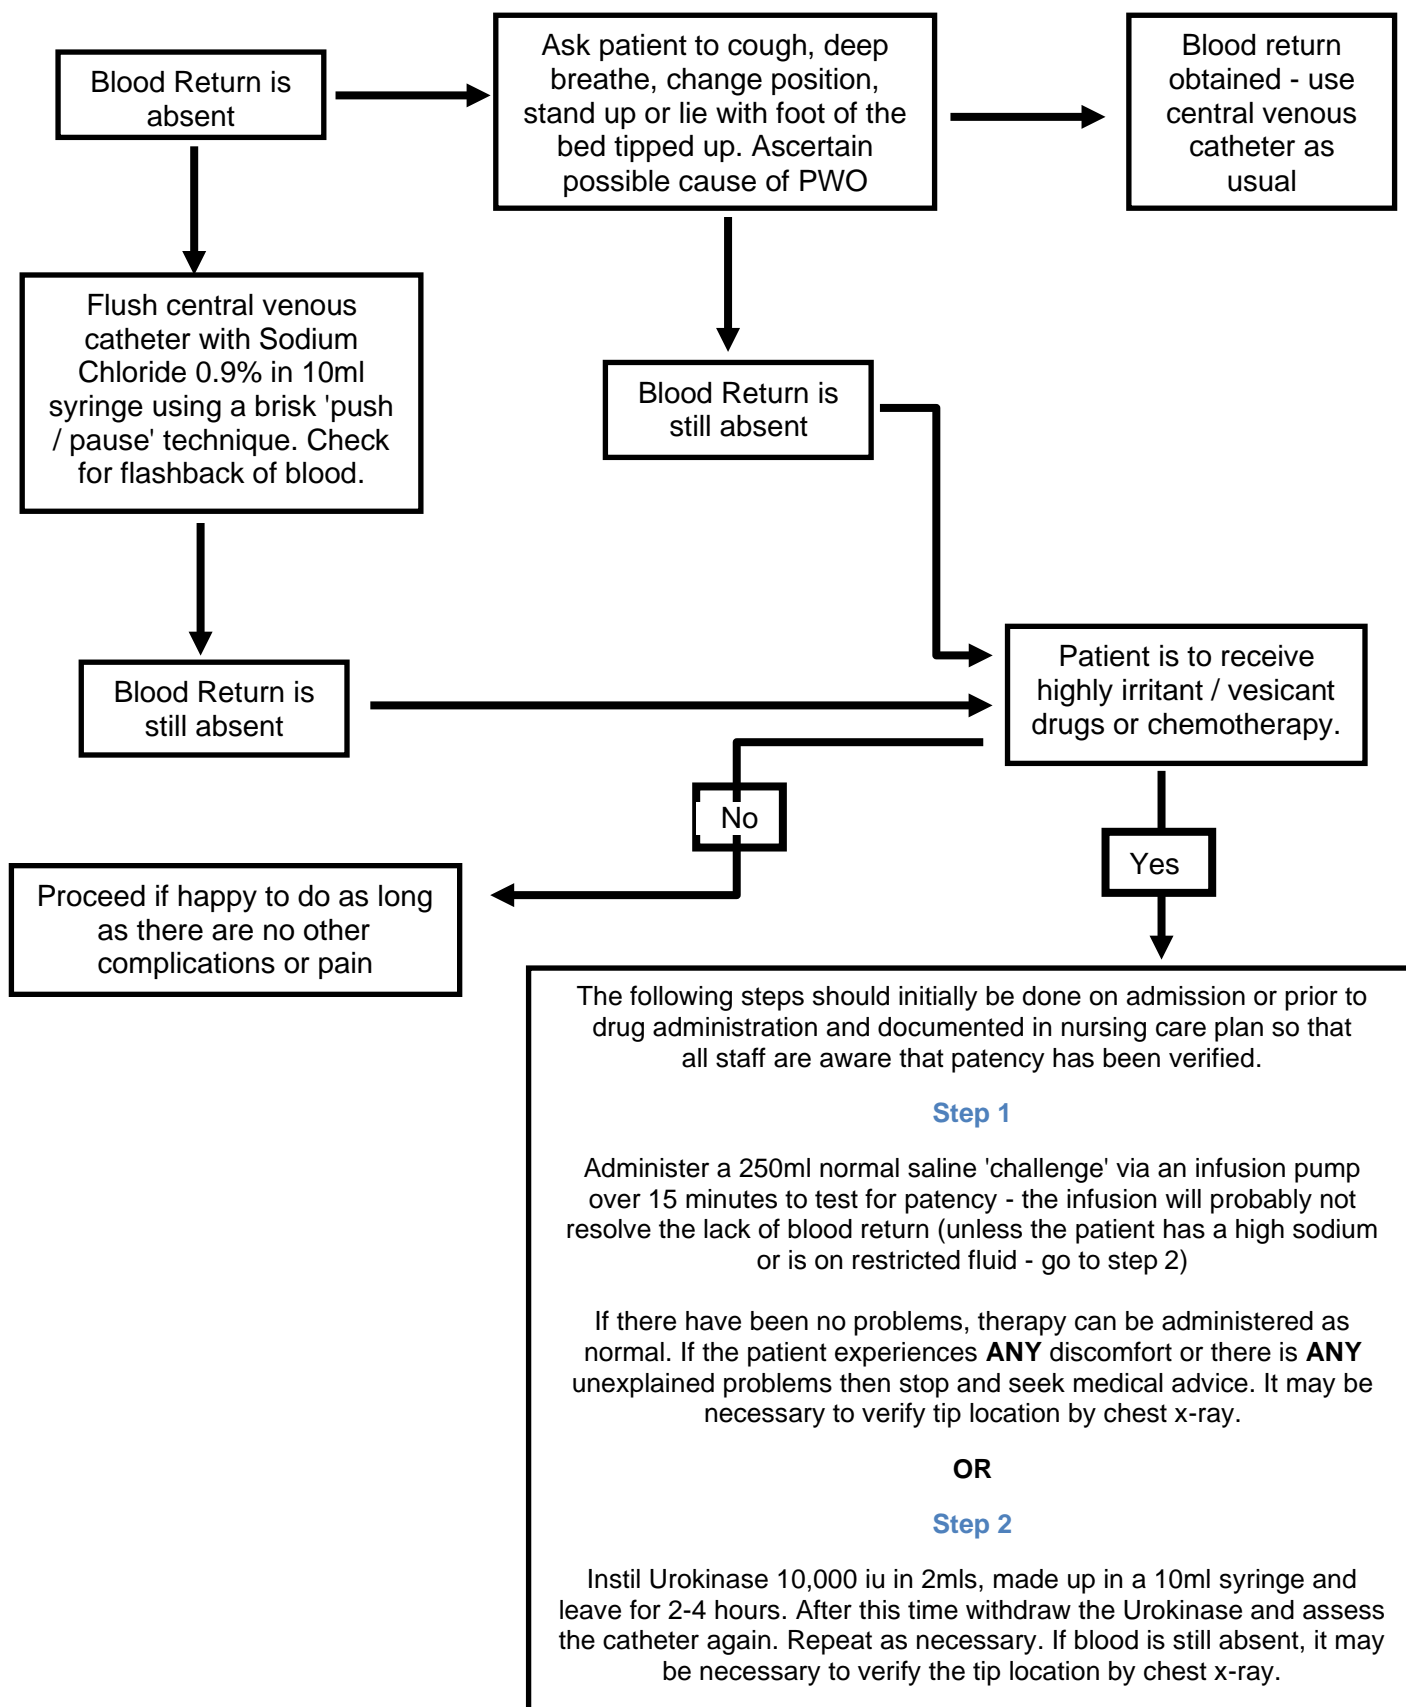 Blood Return is
absent
Ask patient to cough, deep
breathe, change position,
stand up or lie with foot of the
bed tipped up. Ascertain
possible cause of PWO
Blood return
obtained - use
central venous
catheter as
usual
Flush central venous
catheter with Sodium
Chloride 0.9% in 10ml
syringe using a brisk 'push
/ pause' technique. Check
for flashback of blood.
Blood Return is
still absent
Blood Return is
still absent
Patient is to receive
highly irritant / vesicant
drugs or chemotherapy.
No
Yes
Proceed if happy to do as long
as there are no other
complications or pain
The following steps should initially be done on admission or prior to
drug administration and documented in nursing care plan so that
all staff are aware that patency has been verified.
Step 1
Administer a 250ml normal saline 'challenge' via an infusion pump
over 15 minutes to test for patency - the infusion will probably not
resolve the lack of blood return (unless the patient has a high sodium
or is on restricted fluid - go to step 2)
If there have been no problems, therapy can be administered as
normal. If the patient experiences ANY discomfort or there is ANY
unexplained problems then stop and seek medical advice. It may be
necessary to verify tip location by chest x-ray.
OR
Step 2
Instil Urokinase 10,000 iu in 2mls, made up in a 10ml syringe and
leave for 2-4 hours. After this time withdraw the Urokinase and assess
the catheter again. Repeat as necessary. If blood is still absent, it may
be necessary to verify the tip location by chest x-ray.